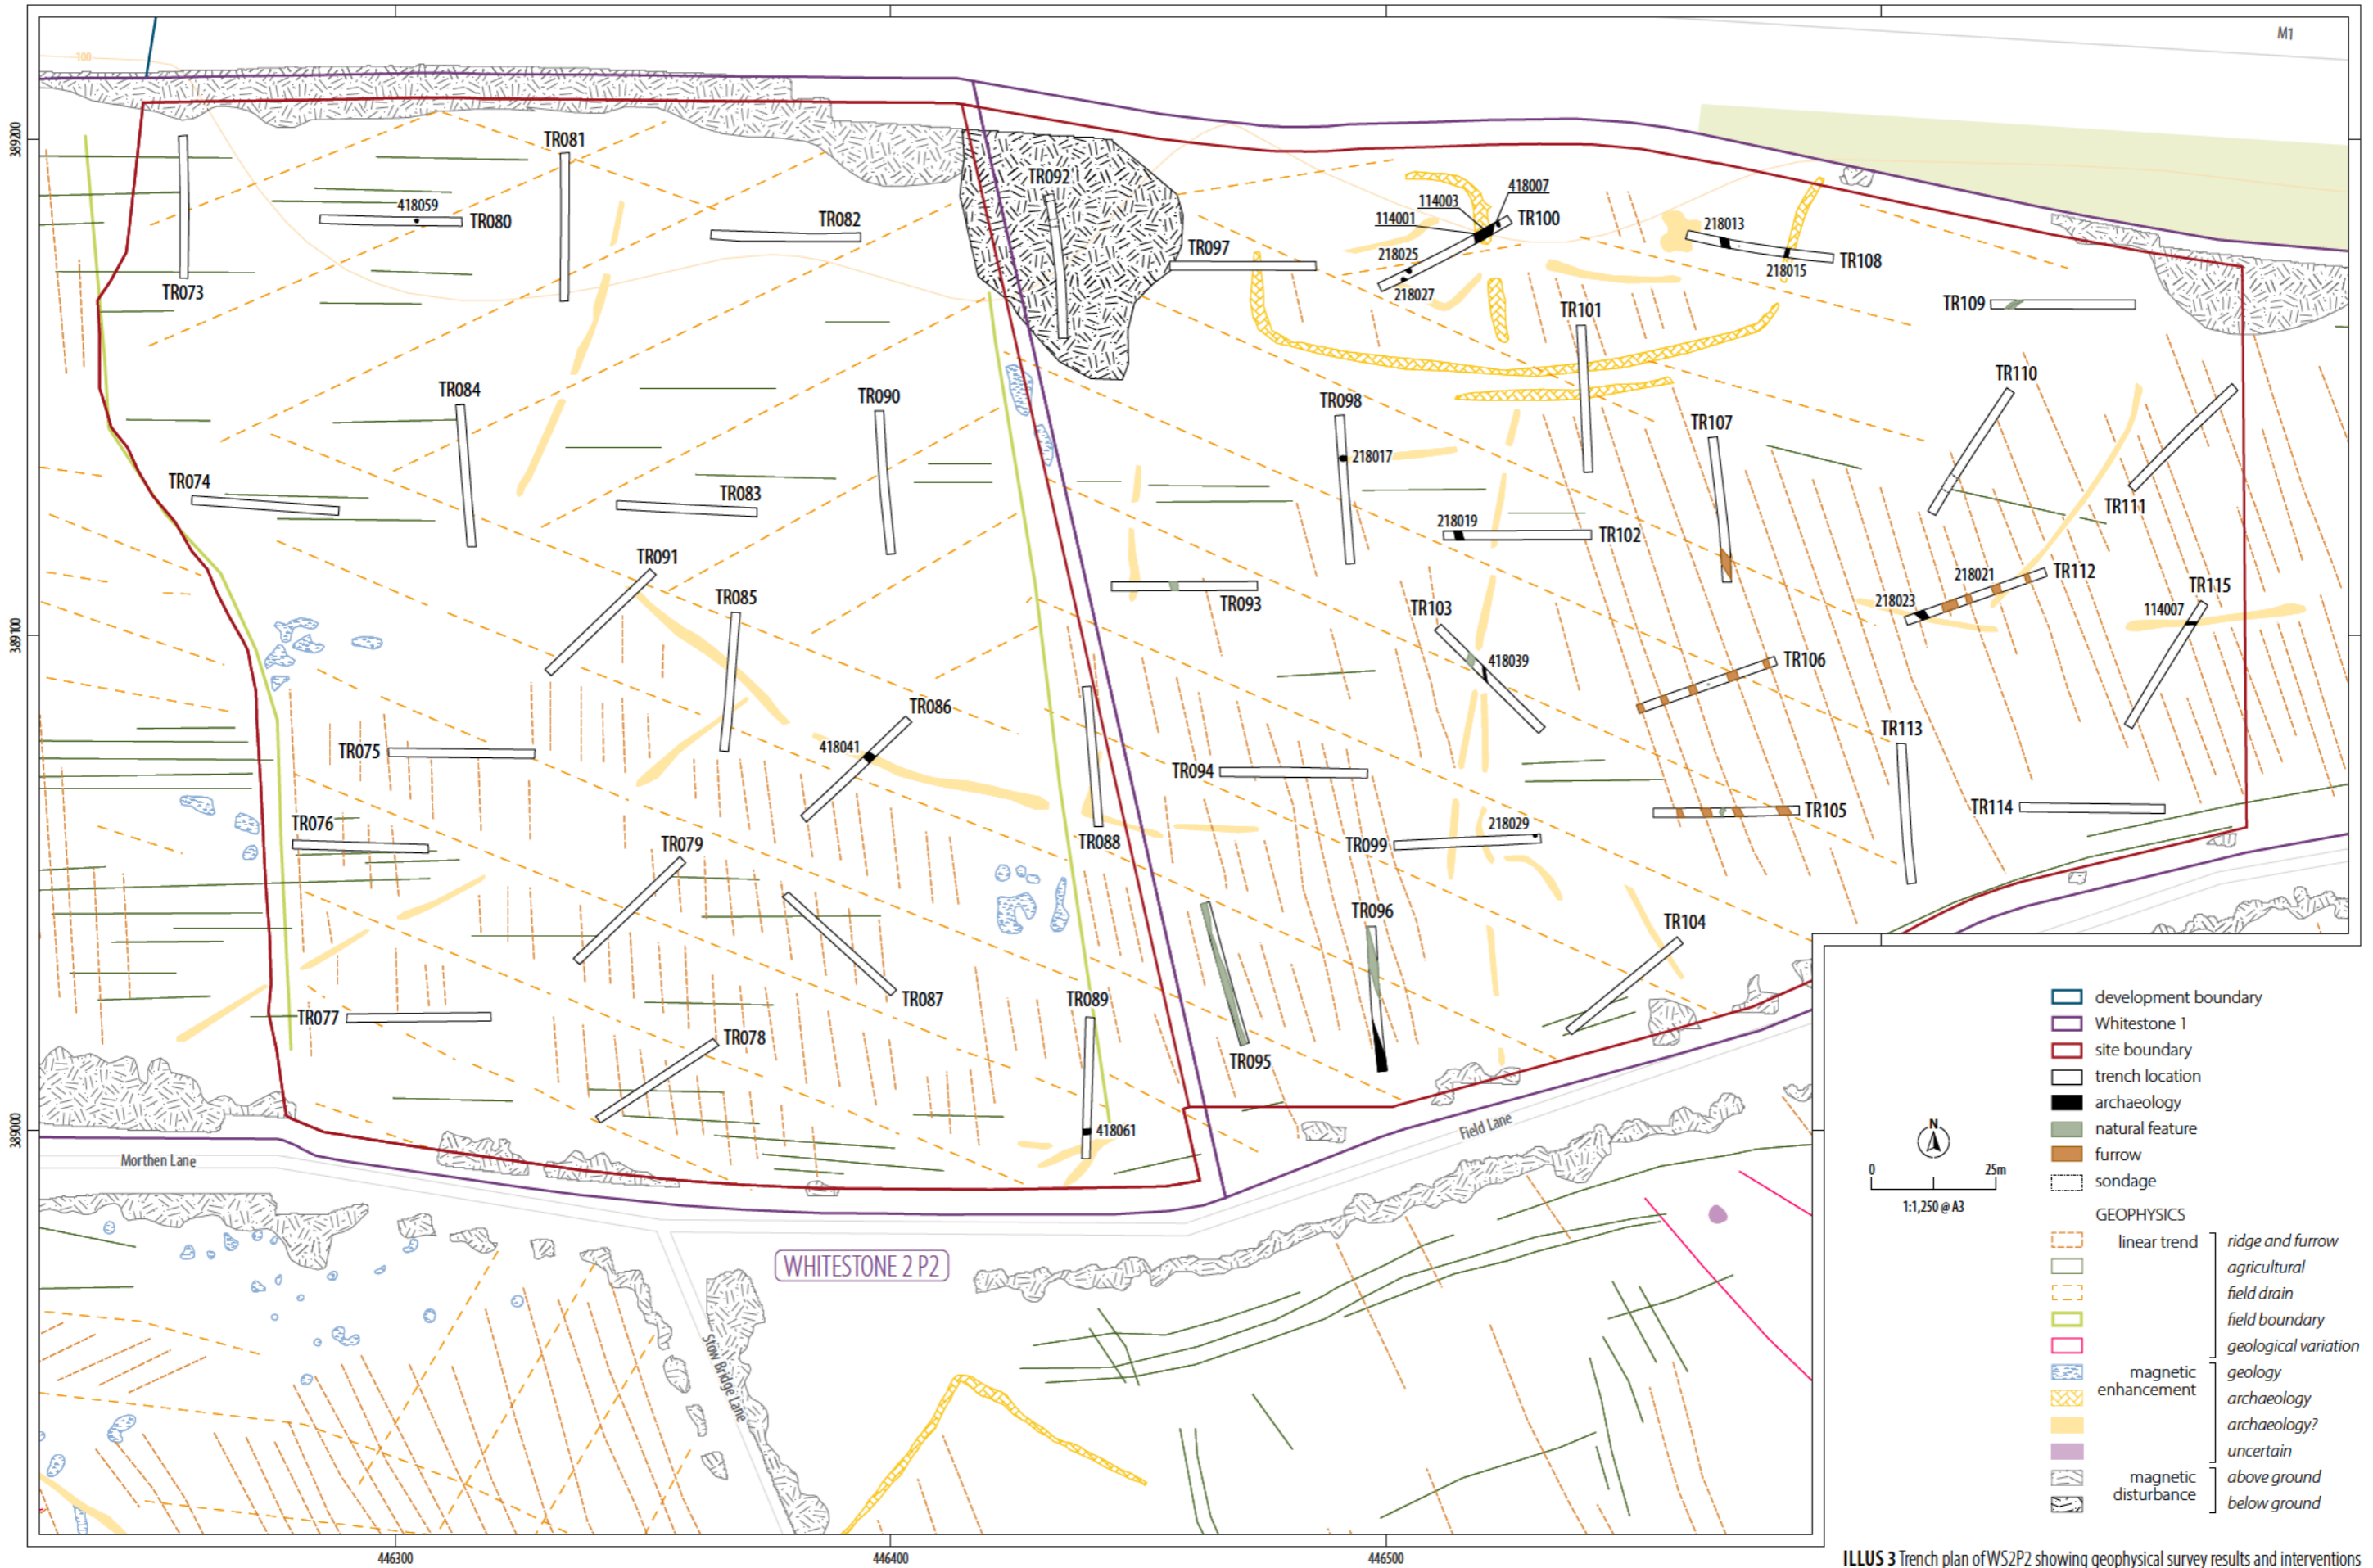 M1
100
389200
389100
389000
446300
446400
446500
TR081
TR092
418007
114003
114001
TR100
418059
TR080
TR082
218013
TR097
218025
TR108
218015
TR073
218027
TR109
TR101
TR084
TR090
TR098
TR110
TR107
218017
TR074
TR083
TR111
218019
TR102
TR091
218021
TR112
TR085
TR115
218023
TR093
TR103
114007
418039
TR106
TR086
TR113
418041
TR075
TR094
TR114
TR105
TR076
218029
TR088
TR099
TR079
TR096
TR104
TR089
TR087
TR077
TR078
TR095
418061
Field Lane
Morthen Lane
WHITESTONE 2 P2
Stow Bridge Lane
N
0 25m
1:1,250 @ A3
development boundary
Whitestone 1
site boundary
trench location
archaeology
natural feature
furrow
sondage
GEOPHYSICS
linear trend
ridge and furrow
agricultural
field drain
field boundary
geological variation
magnetic
enhancement
geology
archaeology
archaeology?
uncertain
magnetic
disturbance
above ground
below ground
ILLUS 3 Trench plan of WS2P2 showing geophysical survey results and interventions